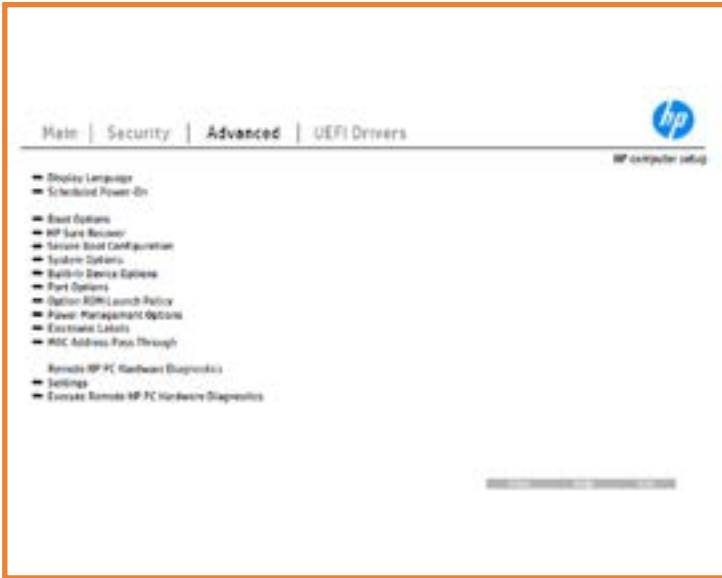 Main | Security | Advanced | UEFI Drivers
hp
HP computer setup
Display Language
Scheduled Power-On
Boot Options
HP Sure Recover
Secure Boot Configuration
System Options
Built-In Device Options
Port Options
Option ROM Launch Policy
Power Management Options
Electronic Labels
MAC Address Pass Through
Remote HP PC Hardware Diagnostics
Settings
Execute Remote HP PC Hardware Diagnostics